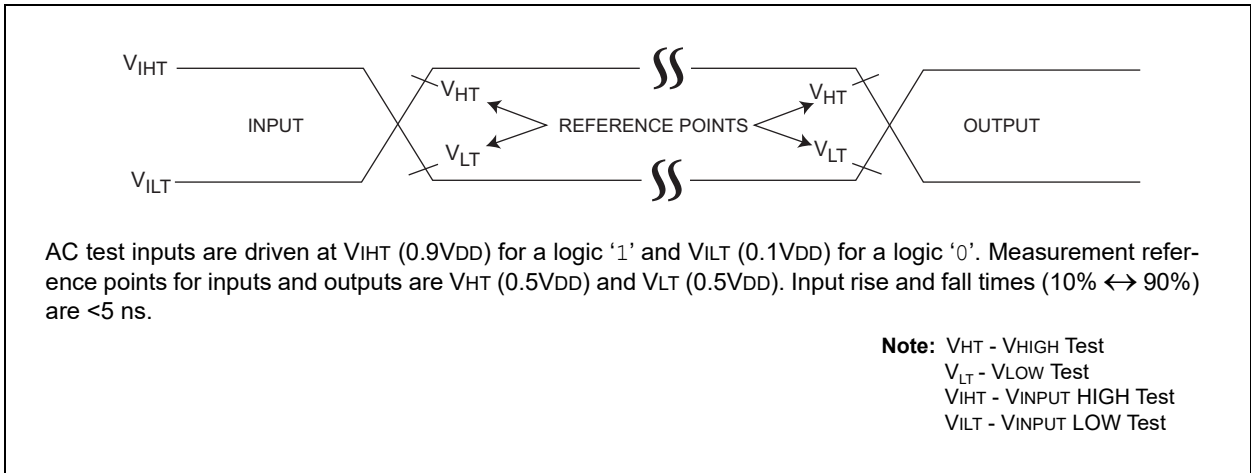 VIHT
VHT
VHT
INPUT
REFERENCE POINTS
OUTPUT
VLT
VLT
VILT
AC test inputs are driven at VIHT (0.9VDD) for a logic ‘1’ and VILT (0.1VDD) for a logic ‘0’. Measurement refer-
ence points for inputs and outputs are VHT (0.5VDD) and VLT (0.5VDD). Input rise and fall times (10% ↔ 90%)
are <5 ns.
Note: VHT - VHIGH Test
VLT - VLOW Test
VIHT - VINPUT HIGH Test
VILT - VINPUT LOW Test